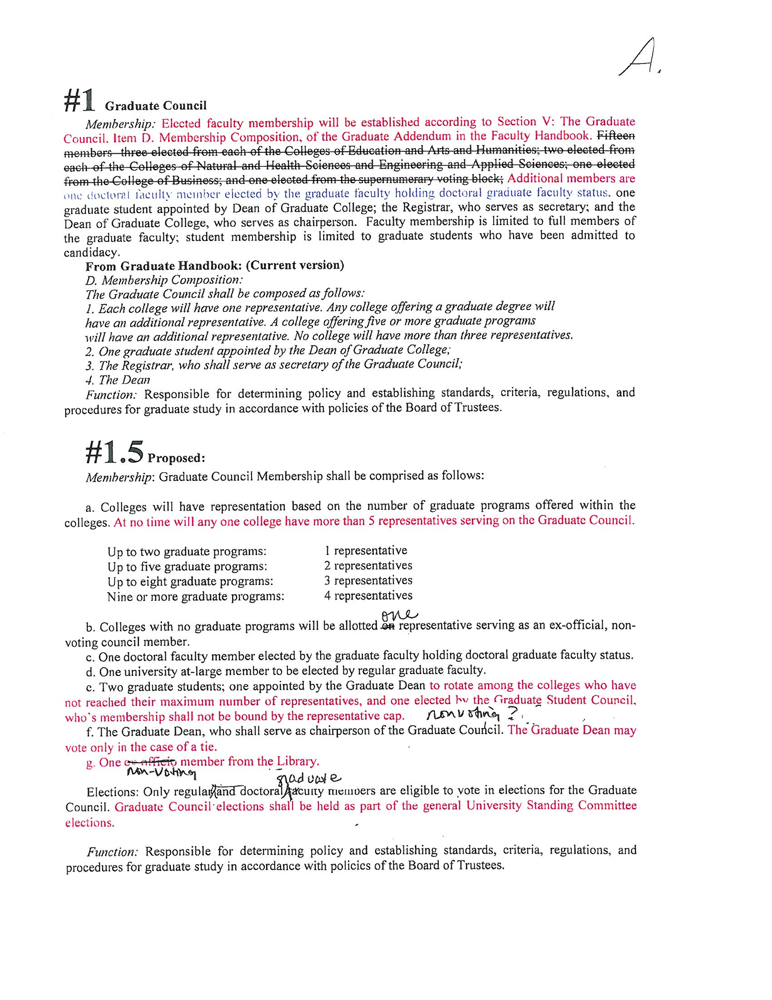 A.
#1 Graduate Council
Membership: Elected faculty membership will be established according to Section V: The Graduate
Council, Item D. Membership Composition, of the Graduate Addendum in the Faculty Handbook. Fifteen
members three elected from each of the Colleges of Education and Arts and Humanities; two elected from
each of the Colleges of Natural and Health Sciences and Engineering and Applied Sciences; one elected
from the College of Business; and one elected from the supernumerary voting block; Additional members are
one doctoral faculty member elected by the graduate faculty holding doctoral graduate faculty status. one
graduate student appointed by Dean of Graduate College; the Registrar, who serves as secretary; and the
Dean of Graduate College, who serves as chairperson. Faculty membership is limited to full members of
the graduate faculty; student membership is limited to graduate students who have been admitted to
candidacy.
From Graduate Handbook: (Current version)
D. Membership Composition:
The Graduate Council shall be composed as follows:
1. Each college will have one representative. Any college offering a graduate degree will
have an additional representative. A college offering five or more graduate programs
will have an additional representative. No college will have more than three representatives.
2. One graduate student appointed by the Dean of Graduate College;
3. The Registrar, who shall serve as secretary of the Graduate Council;
4. The Dean
Function: Responsible for determining policy and establishing standards, criteria, regulations, and
procedures for graduate study in accordance with policies of the Board of Trustees.
#1.5 Proposed:
Membership: Graduate Council Membership shall be comprised as follows:
a. Colleges will have representation based on the number of graduate programs offered within the
colleges. At no time will any one college have more than 5 representatives serving on the Graduate Council.
Up to two graduate programs: 1 representative
Up to five graduate programs: 2 representatives
Up to eight graduate programs: 3 representatives
Nine or more graduate programs: 4 representatives
one
b. Colleges with no graduate programs will be allotted on representative serving as an ex-official, non-
voting council member.
c. One doctoral faculty member elected by the graduate faculty holding doctoral graduate faculty status.
d. One university at-large member to be elected by regular graduate faculty.
e. Two graduate students; one appointed by the Graduate Dean to rotate among the colleges who have
not reached their maximum number of representatives, and one elected by the Graduate Student Council,
who's membership shall not be bound by the representative cap. nonvoting?
f. The Graduate Dean, who shall serve as chairperson of the Graduate Council. The Graduate Dean may
vote only in the case of a tie.
g. One ex-officio member from the Library.
non-voting
graduate
Elections: Only regular and doctoral faculty members are eligible to vote in elections for the Graduate
Council. Graduate Council elections shall be held as part of the general University Standing Committee
elections.
Function: Responsible for determining policy and establishing standards, criteria, regulations, and
procedures for graduate study in accordance with policies of the Board of Trustees.